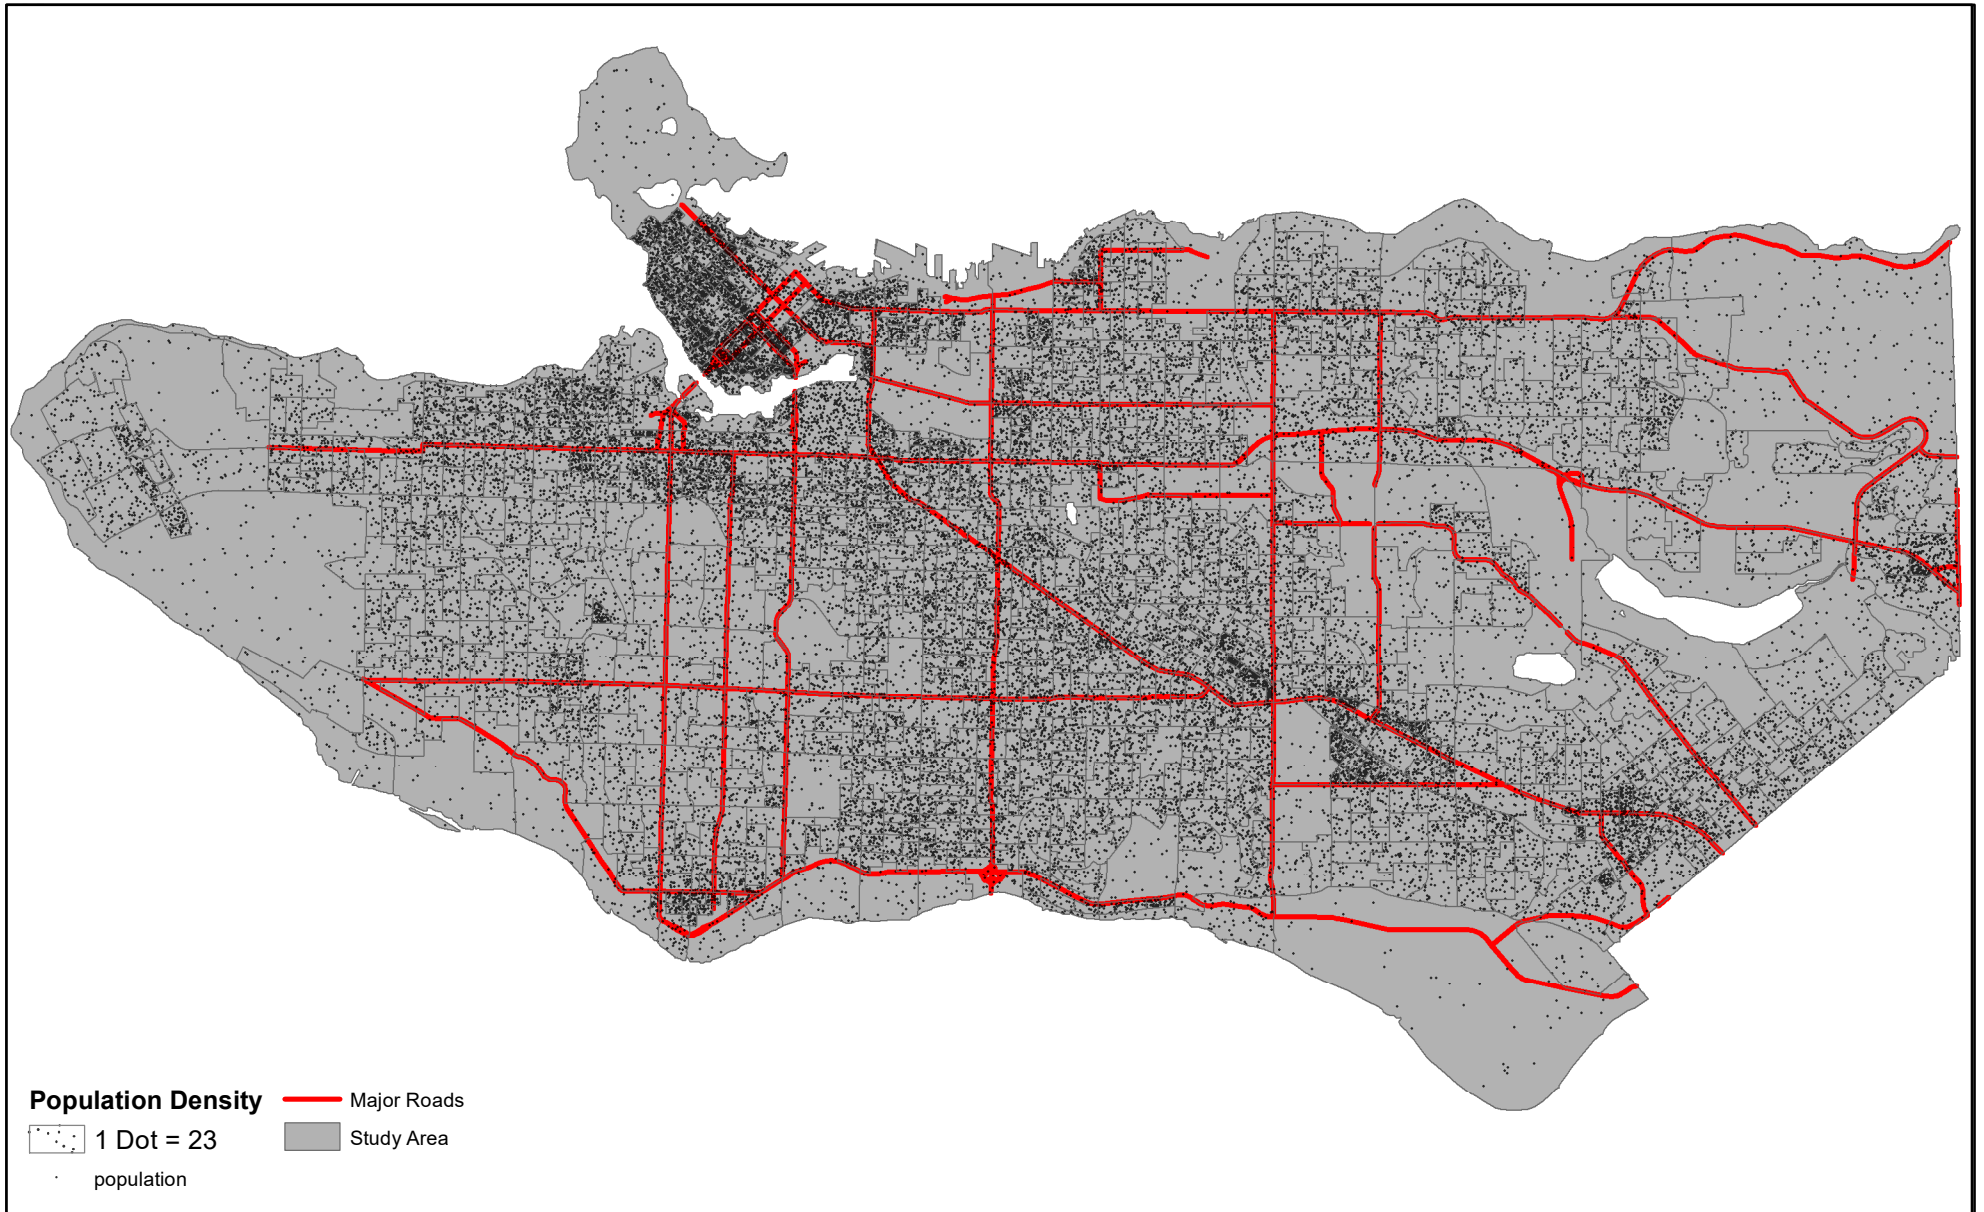 Population Density
1 Dot = 23
population
Major Roads
Study Area